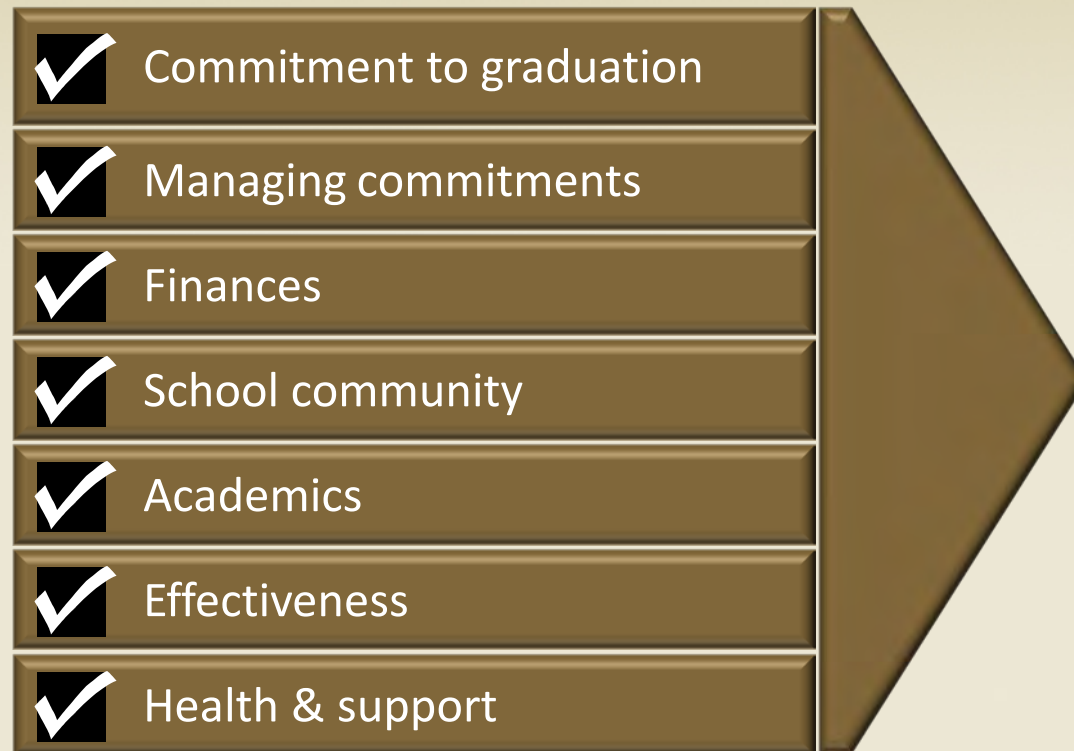 Commitment to graduation
Managing commitments
Finances
School community
Academics
Effectiveness
Health & support